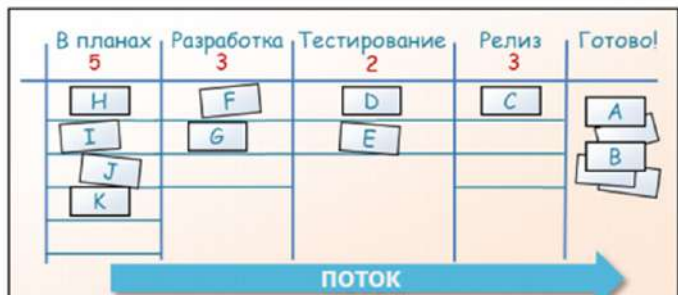 В планах Разработка Тестирование Релиз Готово!
5 3 2 3
H F D C A
I G E B
J
K
ПОТОК